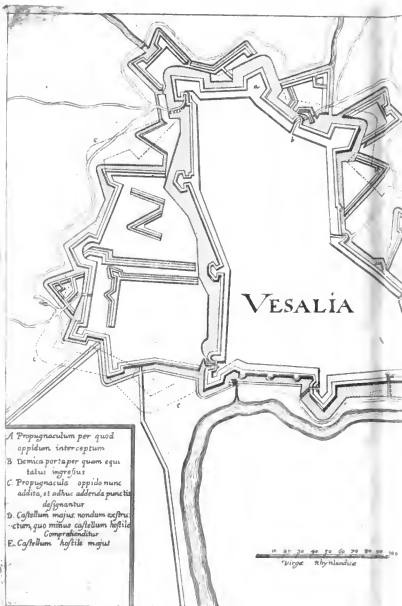 a
b
c
VESALIA
A Propugnaculum per quod
oppidum interceptum
B Demica porta per quam equi
tatus ingressus
C. Propugnacula oppido nunc
addita, et adhuc addenda punctis
designantur
D. Castellum majus, nondum exstru:
ctum, quo minus castellum hostile
Comprehenditur
E. Castellum hostile majus
10 20 30 40 50 60 70 80 90 100
Virgæ Rhynlandicæ